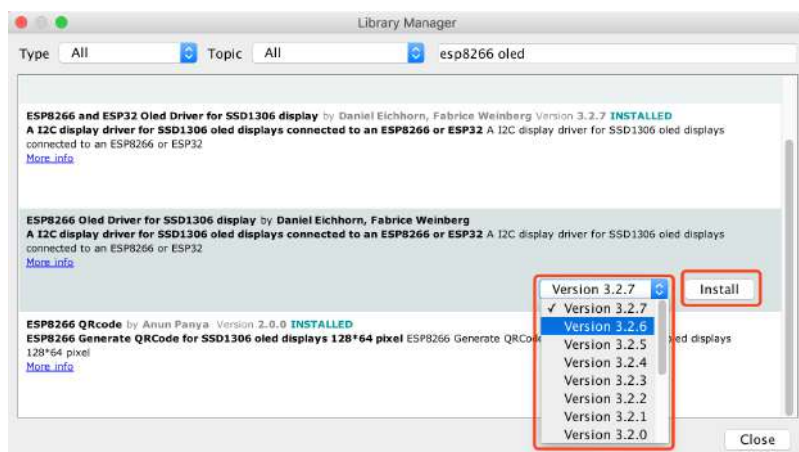 Library Manager
Type All Topic All esp8266 oled
ESP8266 and ESP32 Oled Driver for SSD1306 display by Daniel Eichhorn, Fabrice Weinberg Version 3.2.7 INSTALLED
A I2C display driver for SSD1306 oled displays connected to an ESP8266 or ESP32 A I2C display driver for SSD1306 oled displays
connected to an ESP8266 or ESP32
More info
ESP8266 Oled Driver for SSD1306 display by Daniel Eichhorn, Fabrice Weinberg
A I2C display driver for SSD1306 oled displays connected to an ESP8266 or ESP32 A I2C display driver for SSD1306 oled displays
connected to an ESP8266 or ESP32
More info
Version 3.2.7 Install
✓ Version 3.2.7
Version 3.2.6
Version 3.2.5
Version 3.2.4
Version 3.2.3
Version 3.2.2
Version 3.2.1
Version 3.2.0
ESP8266 QRcode by Anun Panya Version 2.0.0 INSTALLED
ESP8266 Generate QRCode for SSD1306 oled displays 128*64 pixel ESP8266 Generate QRCo ed displays
128*64 pixel
More info
Close